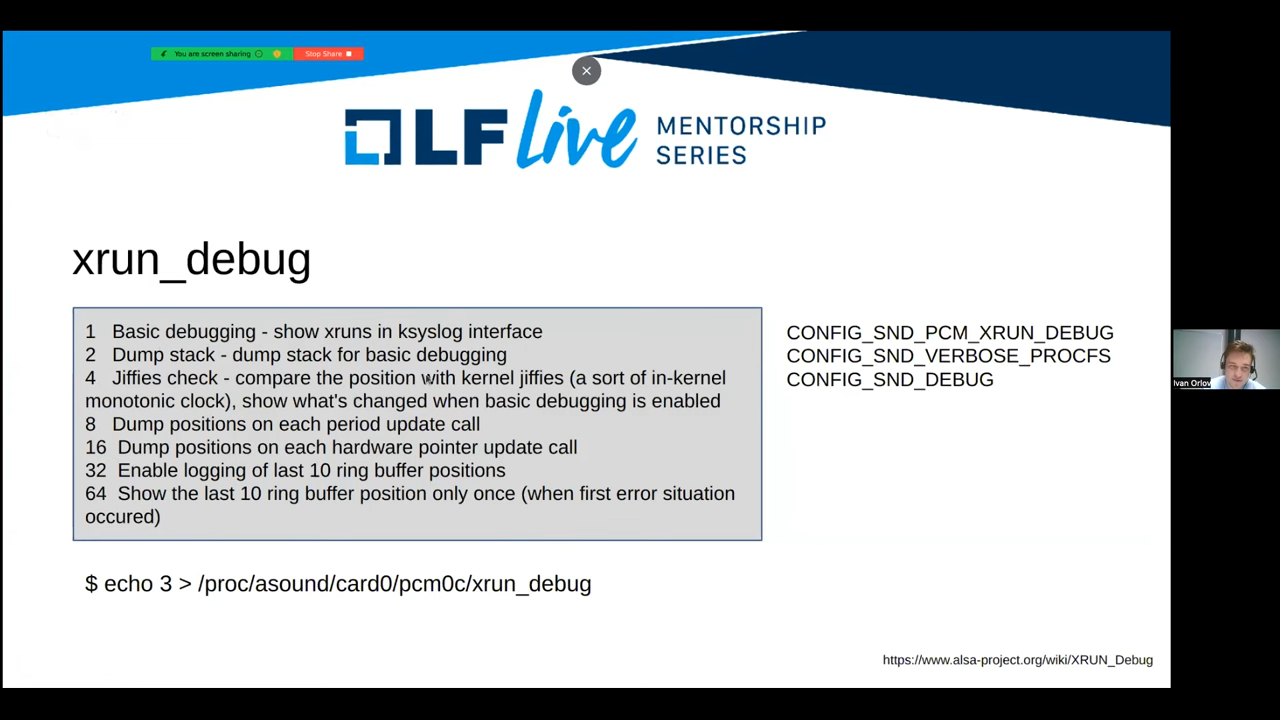 You are screen sharing
Stop Share
LF live MENTORSHIP
SERIES
xrun_debug
1 Basic debugging - show xruns in ksyslog interface
2 Dump stack - dump stack for basic debugging
4 Jiffies check - compare the position with kernel jiffies (a sort of in-kernel
monotonic clock), show what's changed when basic debugging is enabled
8 Dump positions on each period update call
16 Dump positions on each hardware pointer update call
32 Enable logging of last 10 ring buffer positions
64 Show the last 10 ring buffer position only once (when first error situation
occured)
CONFIG_SND_PCM_XRUN_DEBUG
CONFIG_SND_VERBOSE_PROCFS
CONFIG_SND_DEBUG
$ echo 3 > /proc/asound/card0/pcm0c/xrun_debug
https://www.alsa-project.org/wiki/XRUN_Debug
Ivan Orlov